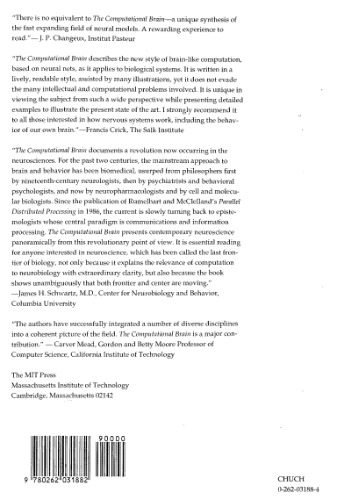 "There is no equivalent to The Computational Brain—a unique synthesis of
the fast expanding field of neural models. A rewarding experience to
read."— J. P. Changeux, Institut Pasteur
"The Computational Brain describes the new style of brain-like computation,
based on neural nets, as it applies to biological systems. It is written in a
lively, readable style, assisted by many illustrations, yet it does not evade
the many intellectual and computational problems involved. It is unique in
viewing the subject from such a wide perspective while presenting detailed
examples to illustrate the present state of the art. I strongly recommend it
to all those interested in how nervous systems work, including the behav-
ior of our own brain."—Francis Crick, The Salk Institute
"The Computational Brain documents a revolution now occurring in the
neurosciences. For the past two centuries, the mainstream approach to
brain and behavior has been biomedical, usurped from philosophers first
by nineteenth-century neurologists, then by psychiatrists and behavioral
psychologists, and now by neuropharmacologists and by cell and molecu-
lar biologists. Since the publication of Rumelhart and McClelland's Parallel
Distributed Processing in 1986, the current is slowly turning back to episte-
mologists whose central paradigm is communications and information
processing. The Computational Brain presents contemporary neuroscience
panoramically from this revolutionary point of view. It is essential reading
for anyone interested in neuroscience, which has been called the last fron-
tier of biology, not only because it explains the relevance of computation
to neurobiology with extraordinary clarity, but also because the book
shows unambiguously that both frontier and center are moving."
—James H. Schwartz, M.D., Center for Neurobiology and Behavior,
Columbia University
"The authors have successfully integrated a number of diverse disciplines
into a coherent picture of the field. The Computational Brain is a major con-
tribution." — Carver Mead, Gordon and Betty Moore Professor of
Computer Science, California Institute of Technology
The MIT Press
Massachusetts Institute of Technology
Cambridge, Massachusetts 02142
90000
9 780262 031882
CHUCH
0-262-03188-4